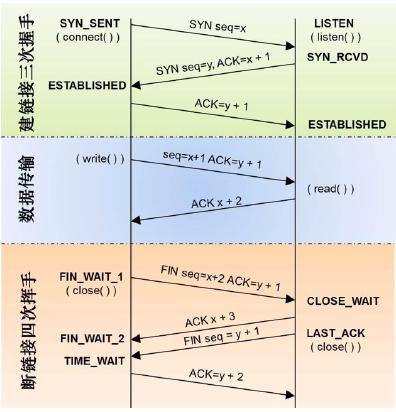 建链接三次握手
SYN_SENT
( connect() )
SYN seq=x
LISTEN
( listen() )
SYN_RCVD
SYN seq=y, ACK=x + 1
ESTABLISHED
ACK=y + 1
ESTABLISHED
数据传输
( write() )
seq=x+1 ACK=y + 1
( read() )
ACK x + 2
断链接四次挥手
FIN_WAIT_1
( close() )
FIN seq=x+2 ACK=y + 1
CLOSE_WAIT
ACK x + 3
FIN_WAIT_2
FIN seq = y + 1
LAST_ACK
( close() )
TIME_WAIT
ACK=y + 2